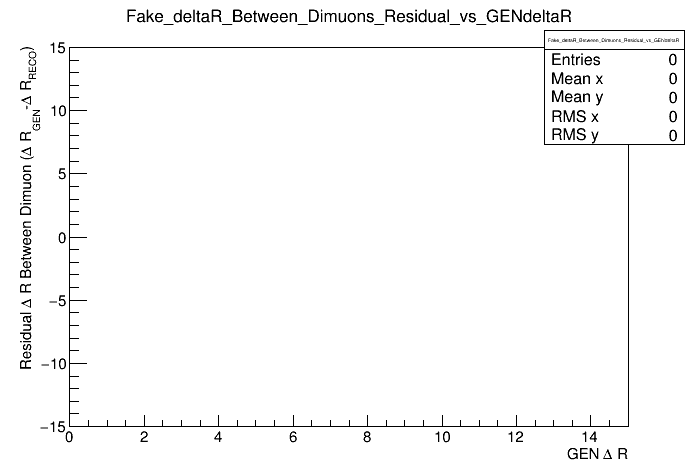 Fake_deltaR_Between_Dimuons_Residual_vs_GENdeltaR
Fake_deltaR_Between_Dimuons_Residual_vs_GENdeltaR
Entries 0
Mean x 0
Mean y 0
RMS x 0
RMS y 0
Residual Δ R Between Dimuon (Δ R_GEN-Δ R_RECO)
15
10
5
0
−5
−10
−15
0 2 4 6 8 10 12 14
GEN Δ R